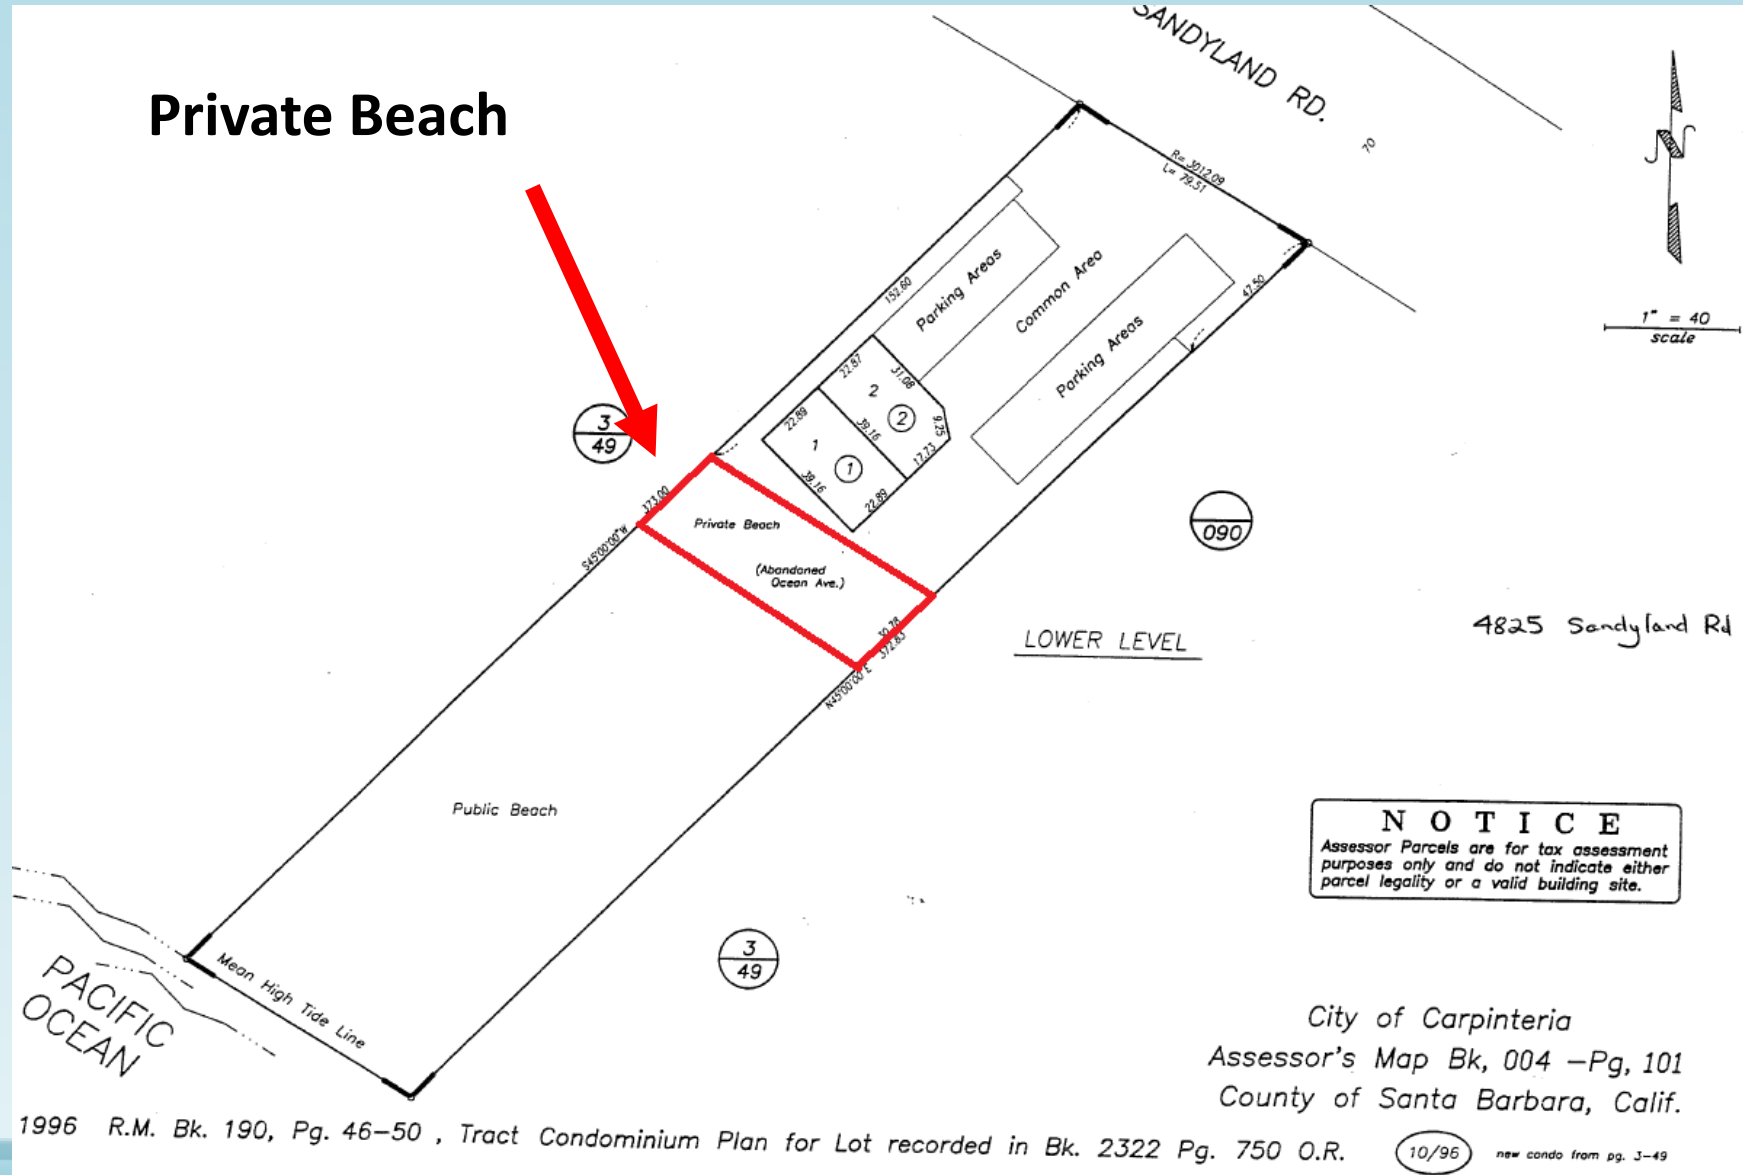 SANDYLAND RD.
70
Private Beach
R= 3012.09
L= 79.51
152.60
47.50
Parking Areas
Common Area
Parking Areas
1" = 40
scale
22.87
31.08
2
2
9.25
39.16
17.73
22.89
1
1
39.16
22.89
3
49
373.00
S45°00'00"W
Private Beach
(Abandoned
Ocean Ave.)
30.78
372.83
N45°00'00"E
090
LOWER LEVEL
4825 Sandyland Rd
Public Beach
NOTICE
Assessor Parcels are for tax assessment
purposes only and do not indicate either
parcel legality or a valid building site.
3
49
Mean High Tide Line
PACIFIC
OCEAN
City of Carpinteria
Assessor's Map Bk, 004 -Pg, 101
County of Santa Barbara, Calif.
1996 R.M. Bk. 190, Pg. 46-50 , Tract Condominium Plan for Lot recorded in Bk. 2322 Pg. 750 O.R.
10/96
new condo from pg. 3-49